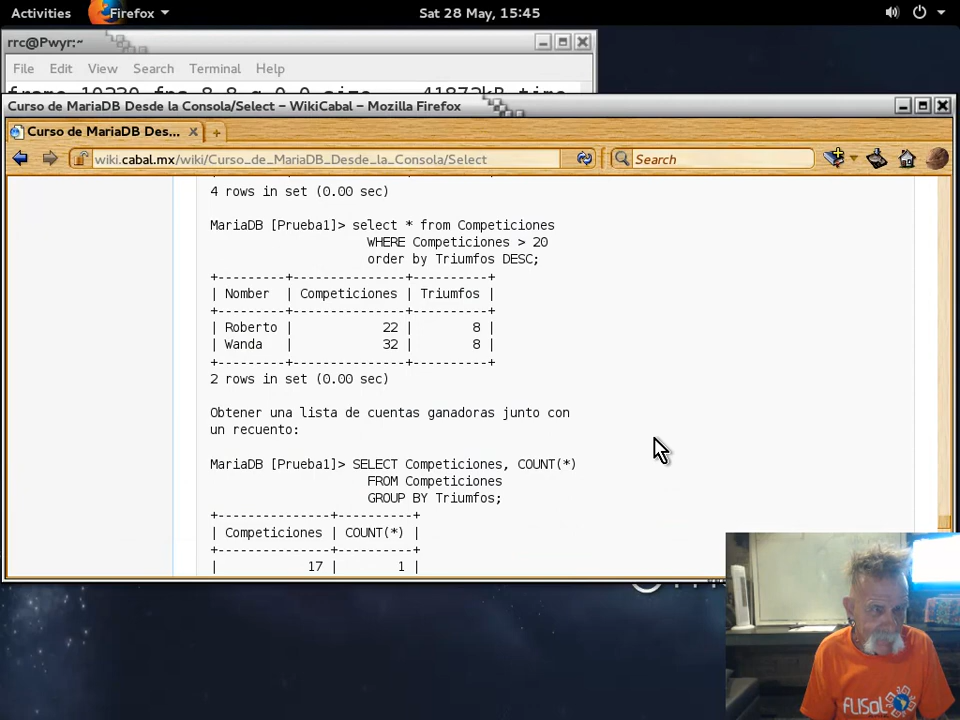 Activities Firefox Sat 28 May, 15:45
rrc@Pwyr:~
File Edit View Search Terminal Help
Curso de MariaDB Desde la Consola/Select – WikiCabal – Mozilla Firefox
Curso de MariaDB Des...
wiki.cabal.mx/wiki/Curso_de_MariaDB_Desde_la_Consola/Select Search
4 rows in set (0.00 sec)
MariaDB [Prueba1]> select * from Competiciones
WHERE Competiciones > 20
order by Triumfos DESC;
+---------+---------------+----------+
| Nomber | Competiciones | Triumfos |
+---------+---------------+----------+
| Roberto | 22 | 8 |
| Wanda | 32 | 8 |
+---------+---------------+----------+
2 rows in set (0.00 sec)
Obtener una lista de cuentas ganadoras junto con
un recuento:
MariaDB [Prueba1]> SELECT Competiciones, COUNT(*)
FROM Competiciones
GROUP BY Triumfos;
+---------------+----------+
| Competiciones | COUNT(*) |
+---------------+----------+
| 17 | 1 |
FLISOL